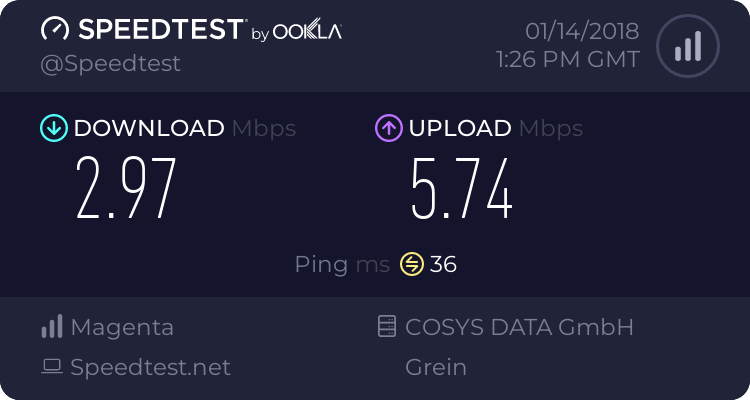 SPEEDTEST by OOKLA
@Speedtest
01/14/2018
1:26 PM GMT
DOWNLOAD Mbps
2.97
UPLOAD Mbps
5.74
Ping ms 36
Magenta
Speedtest.net
COSYS DATA GmbH
Grein